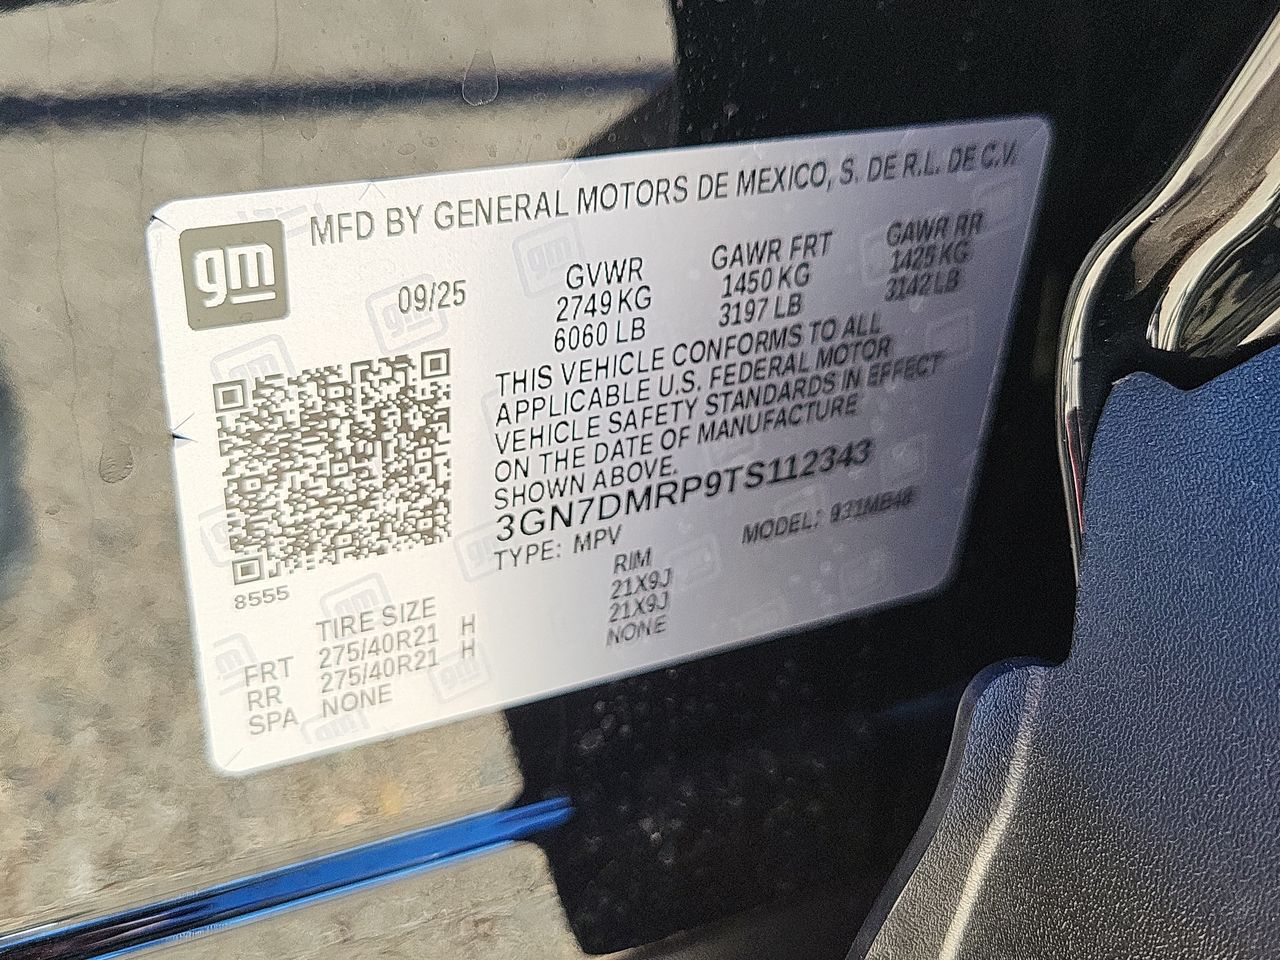 MFD BY GENERAL MOTORS DE MEXICO, S. DE R.L. DE C.V.
gm
09/25
GVWR GAWR FRT GAWR RR
2749 KG 1450 KG 1425 KG
6060 LB 3197 LB 3142 LB
THIS VEHICLE CONFORMS TO ALL
APPLICABLE U.S. FEDERAL MOTOR
VEHICLE SAFETY STANDARDS IN EFFECT
ON THE DATE OF MANUFACTURE
SHOWN ABOVE.
3GN7DMRP9TS112343
TYPE: MPV MODEL:
8555
TIRE SIZE RIM
FRT 275/40R21 H 21X9J
RR 275/40R21 H 21X9J
SPA NONE NONE